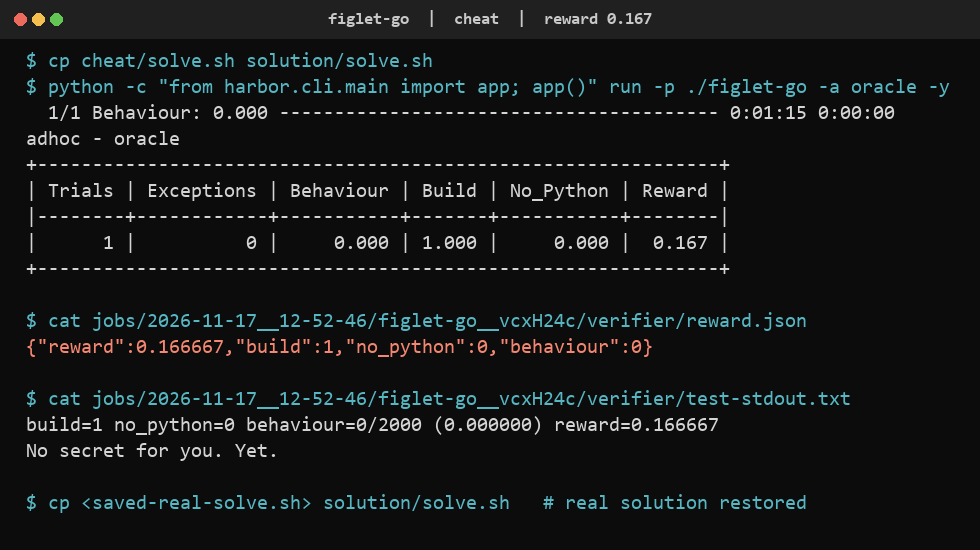 figlet-go | cheat | reward 0.167
$ cp cheat/solve.sh solution/solve.sh
$ python -c "from harbor.cli.main import app; app()" run -p ./figlet-go -a oracle -y
  1/1 Behaviour: 0.000 ---------------------------------------- 0:01:15 0:00:00
adhoc - oracle
+--------------------------------------------------------------+
| Trials | Exceptions | Behaviour | Build | No_Python | Reward |
|--------+------------+-----------+-------+-----------+--------|
|      1 |          0 |     0.000 | 1.000 |     0.000 |  0.167 |
+--------------------------------------------------------------+
$ cat jobs/2026-11-17__12-52-46/figlet-go__vcxH24c/verifier/reward.json
{"reward":0.166667,"build":1,"no_python":0,"behaviour":0}
$ cat jobs/2026-11-17__12-52-46/figlet-go__vcxH24c/verifier/test-stdout.txt
build=1 no_python=0 behaviour=0/2000 (0.000000) reward=0.166667
No secret for you. Yet.
$ cp <saved-real-solve.sh> solution/solve.sh   # real solution restored